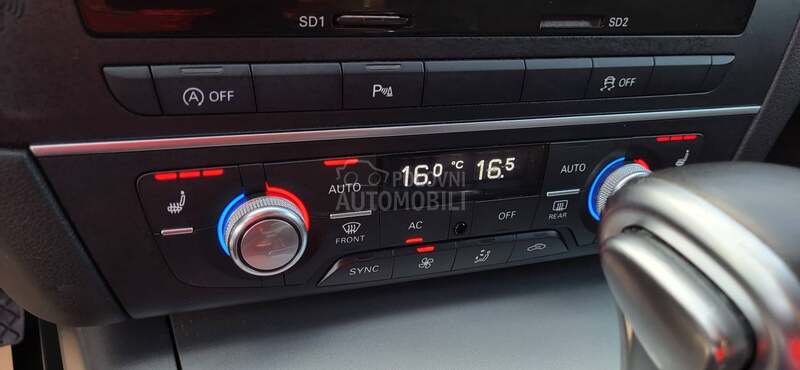 SD1 SD2
A OFF P OFF
16.0 °C 16.5
AUTO AUTO
POLOVNI
AUTOMOBILI
FRONT AC OFF REAR
SYNC